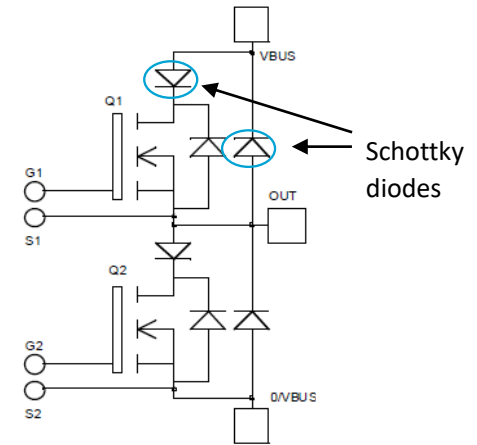 VBUS
Q1
Schottky
diodes
G1
OUT
S1
Q2
G2
S2
0/VBUS